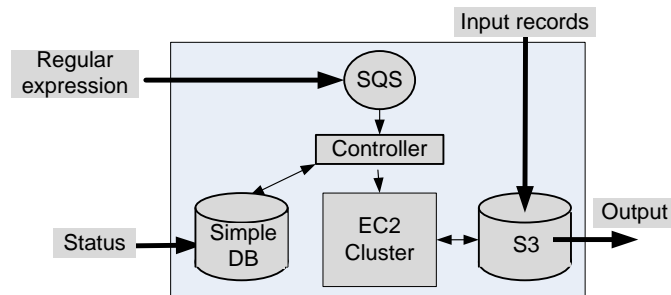 Input records
Regular
expression
SQS
Controller
Status
Simple
DB
EC2
Cluster
S3
Output